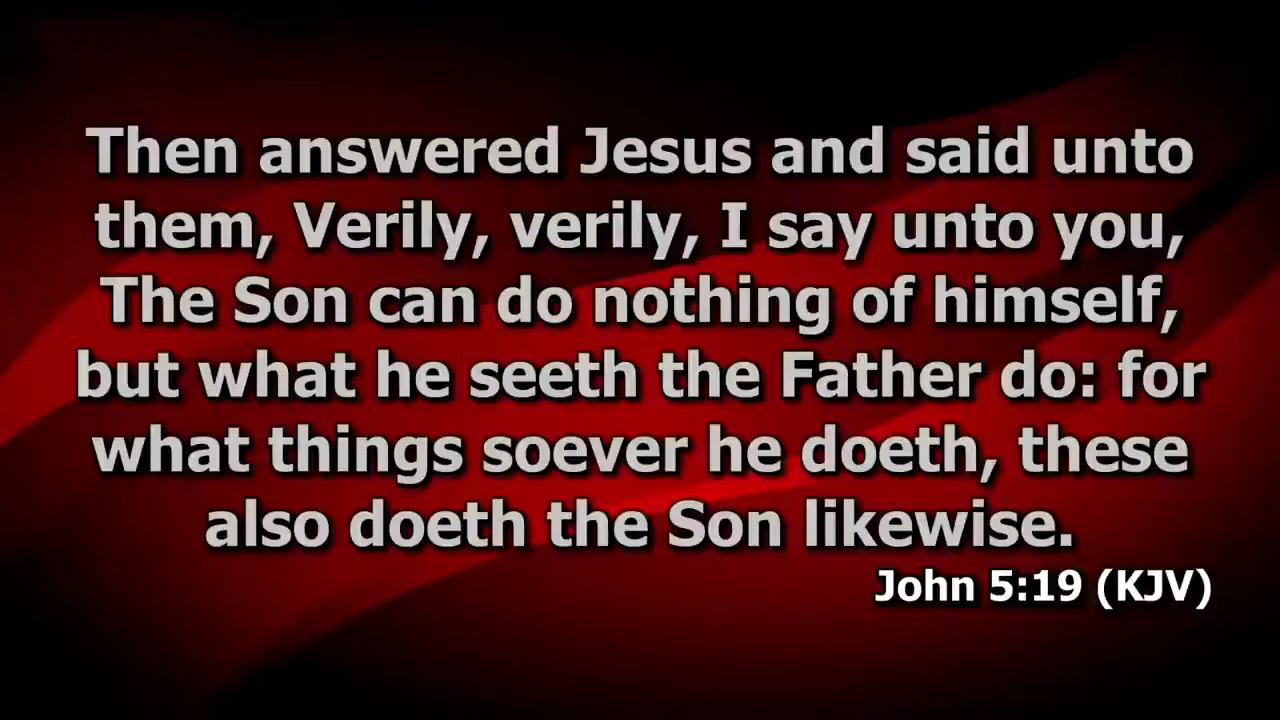 Then answered Jesus and said unto
them, Verily, verily, I say unto you,
The Son can do nothing of himself,
but what he seeth the Father do: for
what things soever he doeth, these
also doeth the Son likewise.
John 5:19 (KJV)